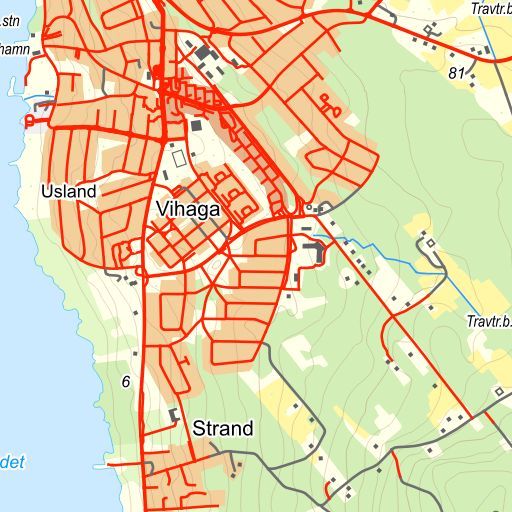 .stn
hamn
Travtr.b.
81
Usland
Vihaga
Travtr.b.
6
Strand
det